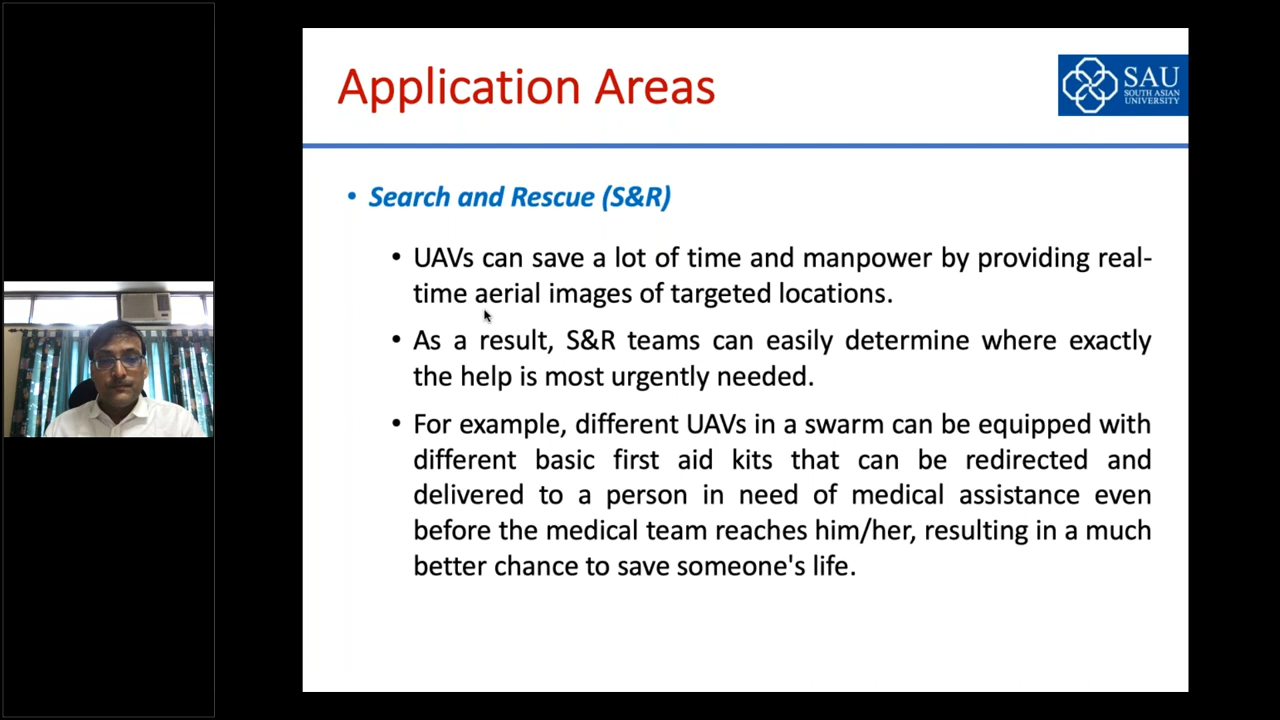 Application Areas
SAU
SOUTH ASIAN
UNIVERSITY
• Search and Rescue (S&R)
• UAVs can save a lot of time and manpower by providing real-
time aerial images of targeted locations.
• As a result, S&R teams can easily determine where exactly
the help is most urgently needed.
• For example, different UAVs in a swarm can be equipped with
different basic first aid kits that can be redirected and
delivered to a person in need of medical assistance even
before the medical team reaches him/her, resulting in a much
better chance to save someone's life.